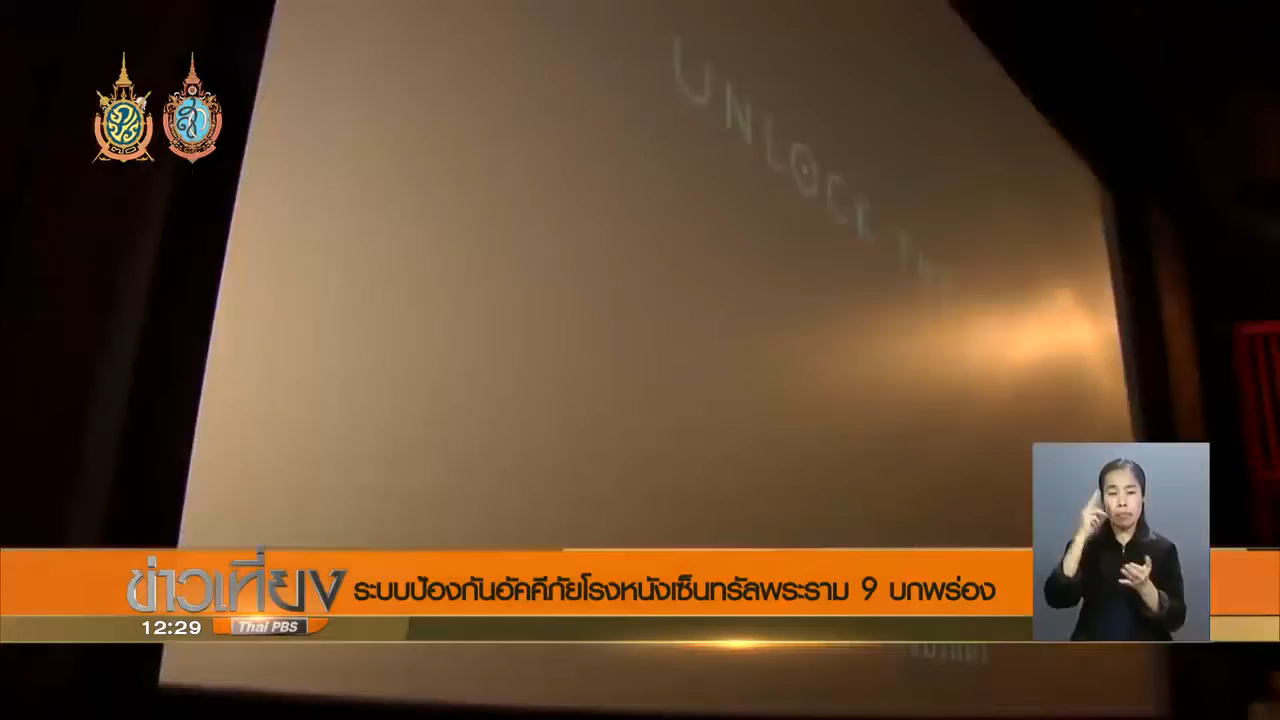 UNLOCK THE
ข่าวเที่ยง
ระบบป้องกันอัคคีภัยโรงหนังเซ็นทรัลพระราม 9 บกพร่อง
12:29
Thai PBS